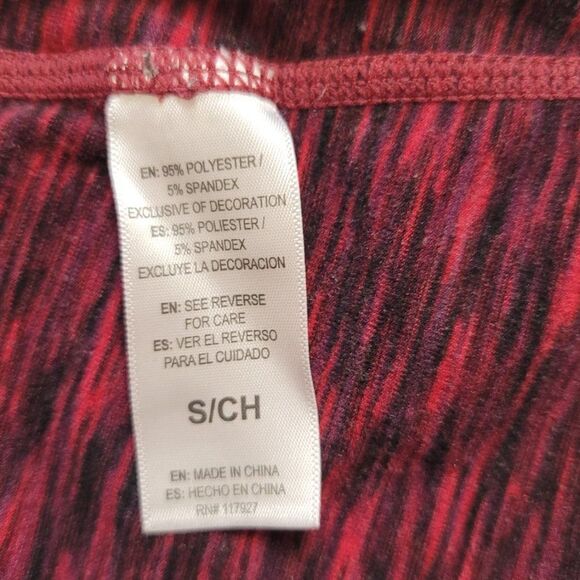 EN: 95% POLYESTER /
5% SPANDEX
EXCLUSIVE OF DECORATION
ES: 95% POLIESTER /
5% SPANDEX
EXCLUYE LA DECORACION
EN: SEE REVERSE
FOR CARE
ES: VER EL REVERSO
PARA EL CUIDADO
S/CH
EN: MADE IN CHINA
ES: HECHO EN CHINA
RN# 117927